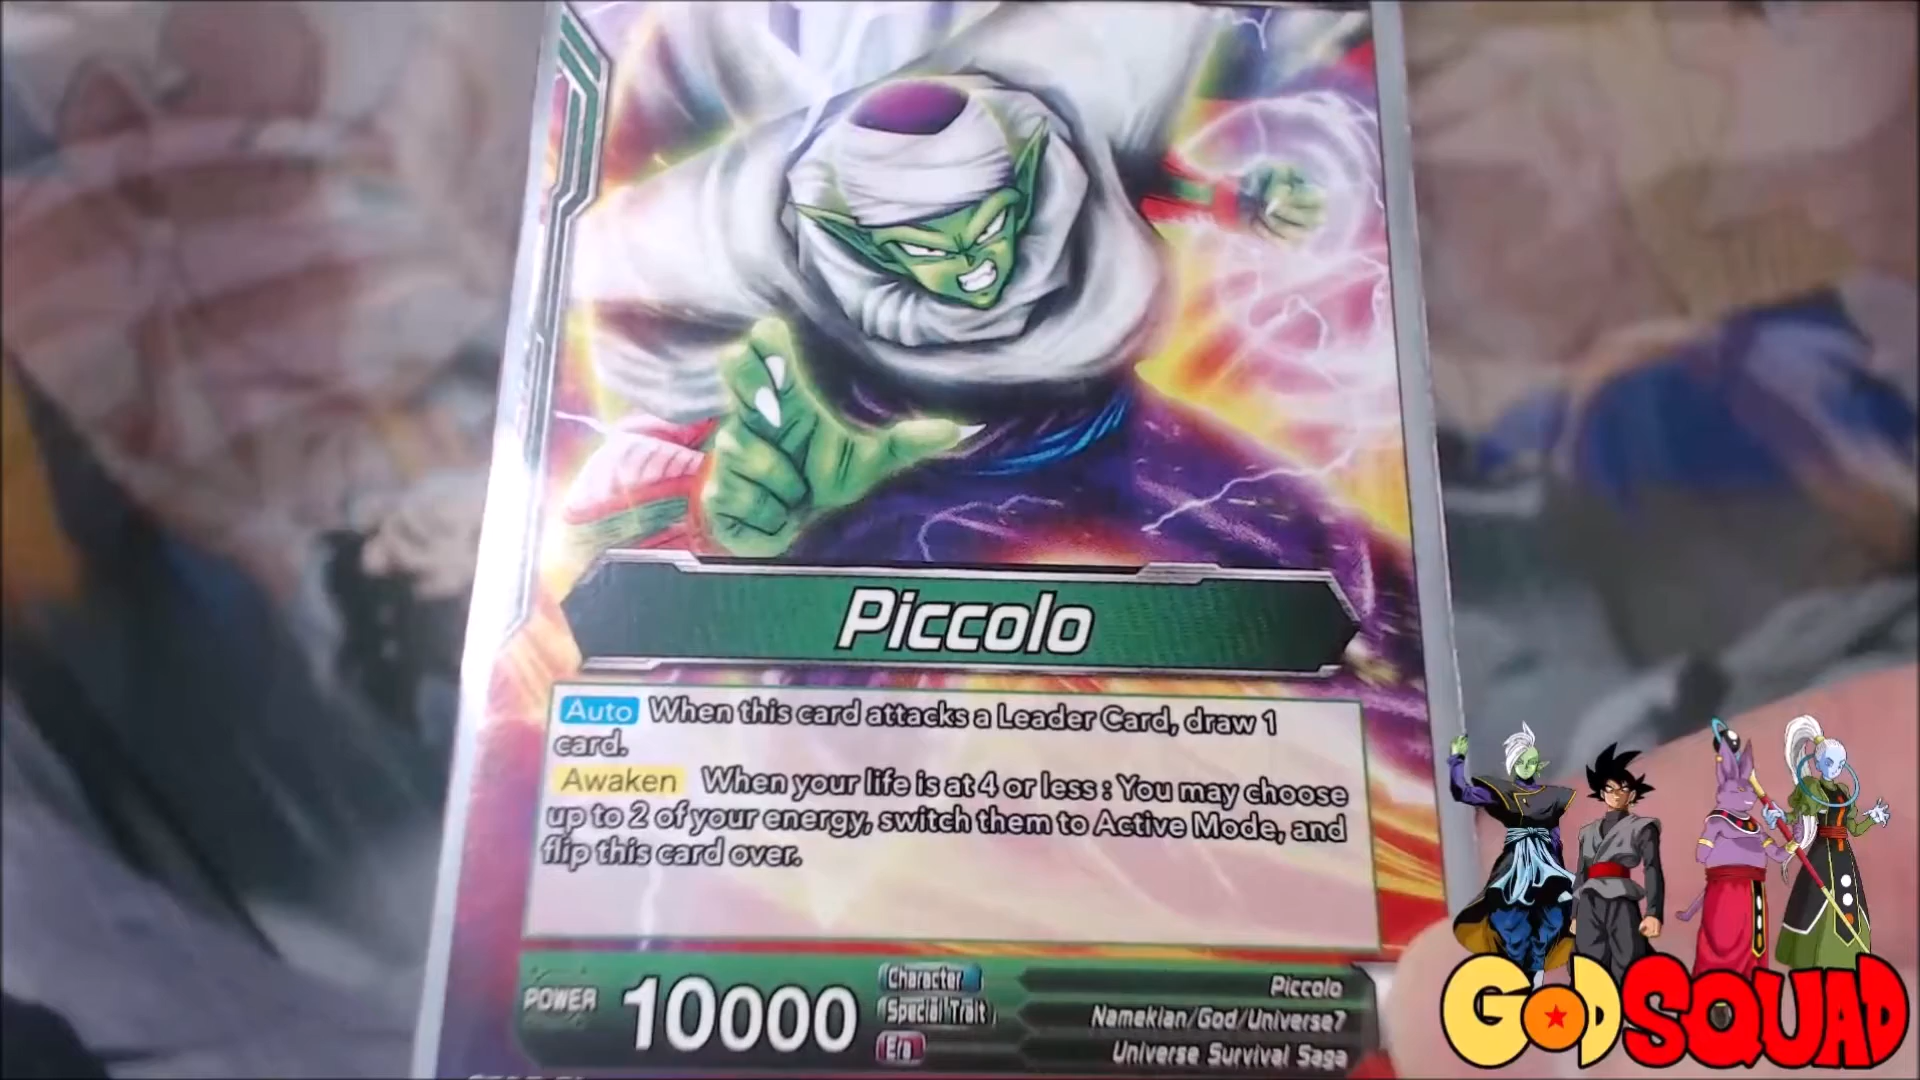 Piccolo
Auto When this card attacks a Leader Card, draw 1
card.
Awaken When your life is at 4 or less : You may choose
up to 2 of your energy, switch them to Active Mode, and
flip this card over.
POWER 10000
Character Piccolo
Special Trait Namekian/God/Universe7
Era Universe Survival Saga
GODSQUAD